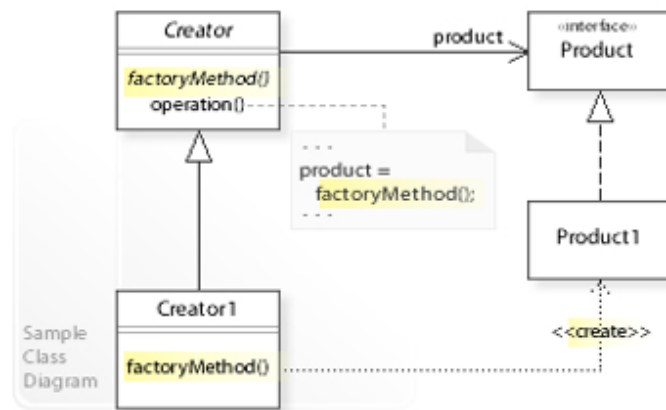 Creator
factoryMethod()
operation()
product
«interface»
Product
. . .
product =
factoryMethod();
. . .
Product1
Creator1
factoryMethod()
<<create>>
Sample
Class
Diagram